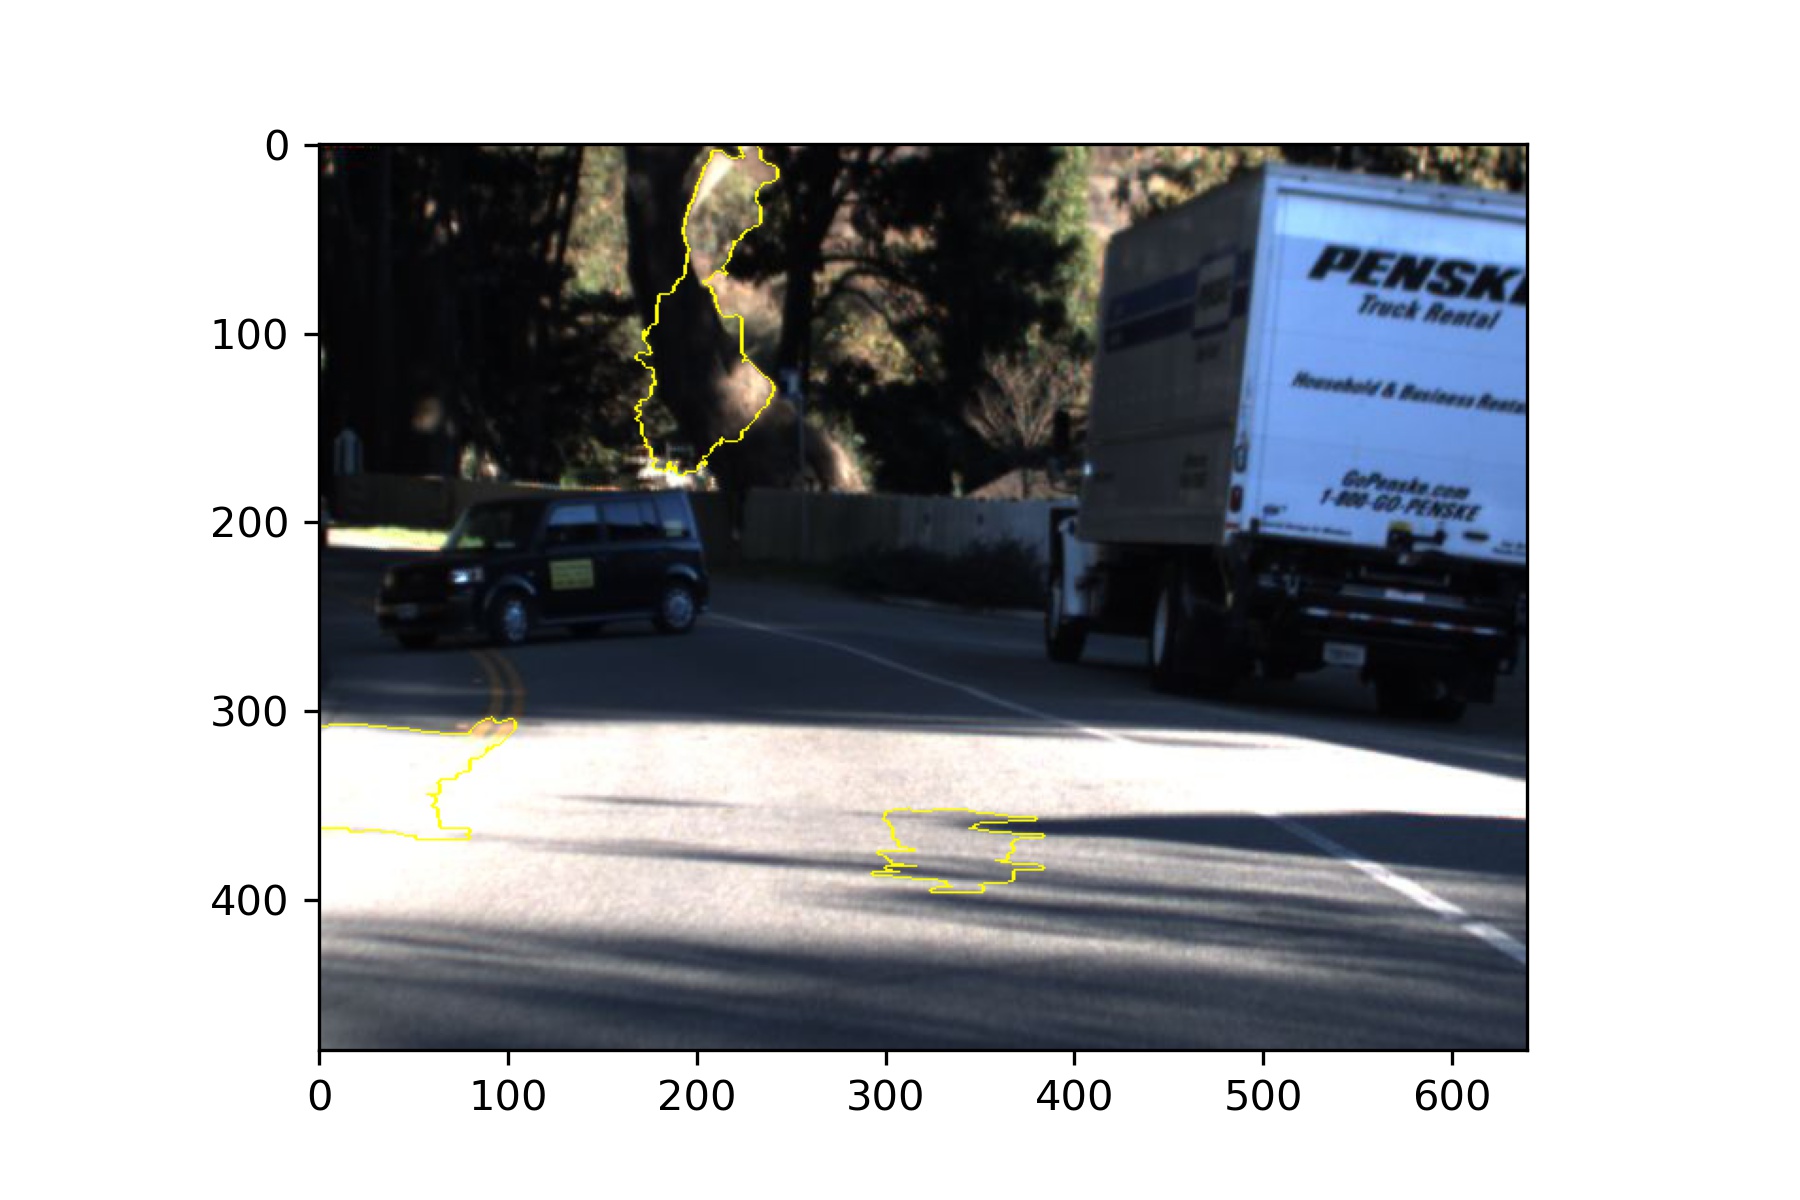 0
100
200
300
400
0 100 200 300 400 500 600
PENSKE
Truck Rental
Household & Business Renta
GoPenske.com
1-800-GO-PENSKE